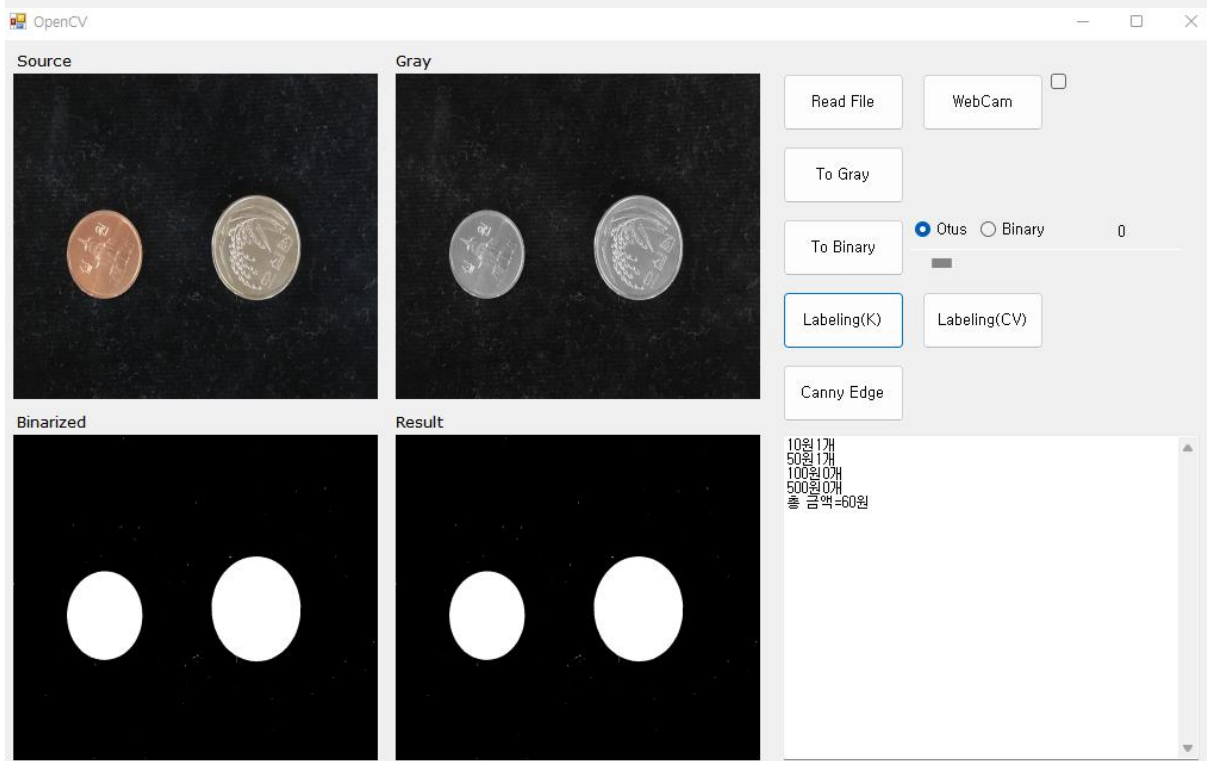 OpenCV
Source
Gray
Read File
WebCam
To Gray
To Binary
Otus
Binary
0
Labeling(K)
Labeling(CV)
Canny Edge
Binarized
Result
10원1개
50원1개
100원0개
500원0개
총 금액=60원